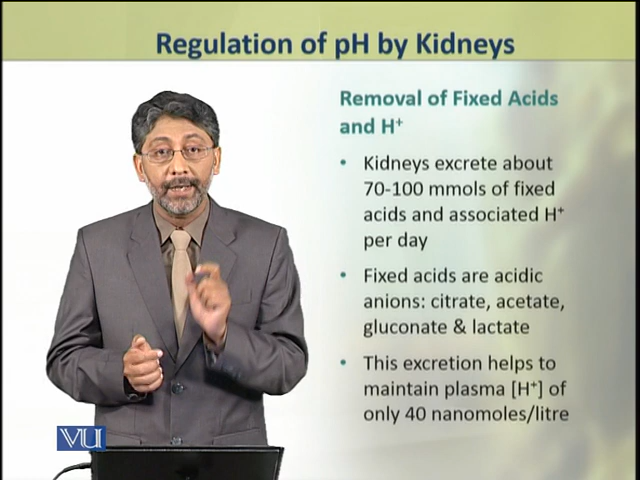 Regulation of pH by Kidneys
Removal of Fixed Acids
and H⁺
• Kidneys excrete about
70-100 mmols of fixed
acids and associated H⁺
per day
• Fixed acids are acidic
anions: citrate, acetate,
gluconate & lactate
• This excretion helps to
maintain plasma [H⁺] of
only 40 nanomoles/litre
VU